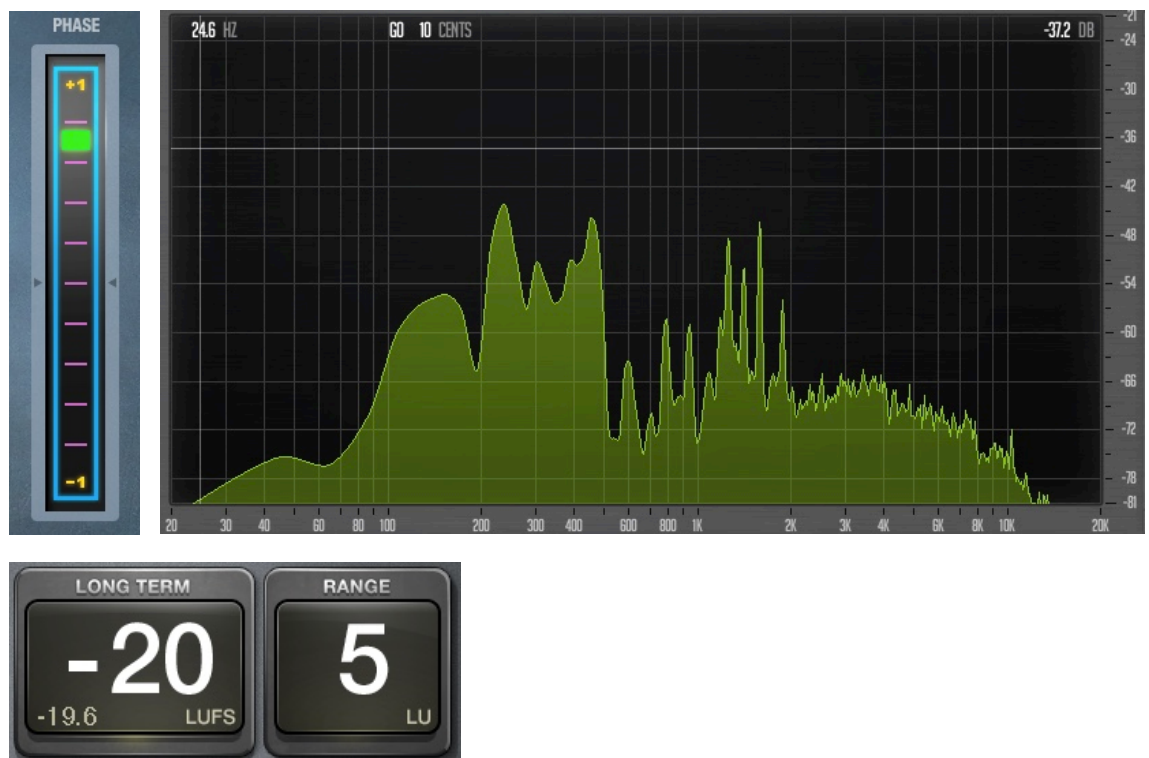 PHASE
+1
-1
24.6 HZ
G0 10 CENTS
-37.2 DB
-21
-24
-30
-36
-42
-48
-54
-60
-66
-72
-78
-81
20 30 40 60 80 100 200 300 400 600 800 1K 2K 3K 4K 6K 8K 10K 20K
LONG TERM
-20
-19.6 LUFS
RANGE
5
LU